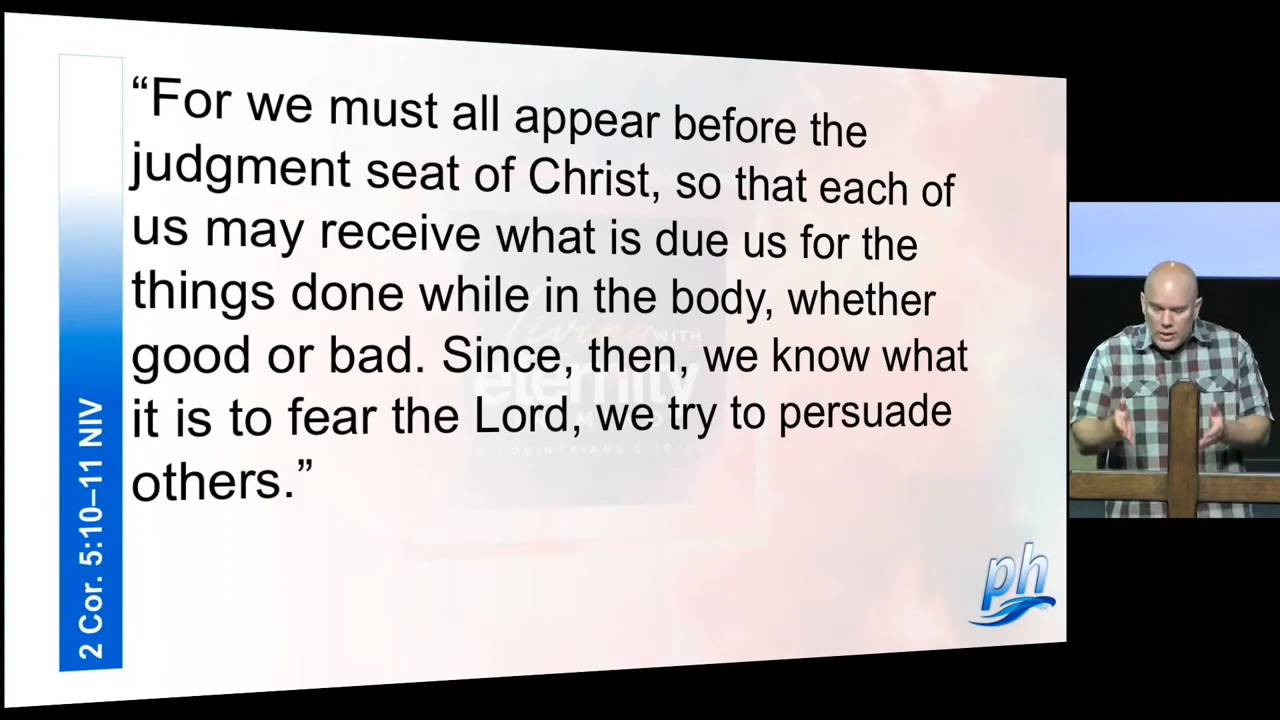 “For we must all appear before the
judgment seat of Christ, so that each of
us may receive what is due us for the
things done while in the body, whether
good or bad. Since, then, we know what
it is to fear the Lord, we try to persuade
others.”
2 Cor. 5:10–11 NIV
living WITH
eternity
ph